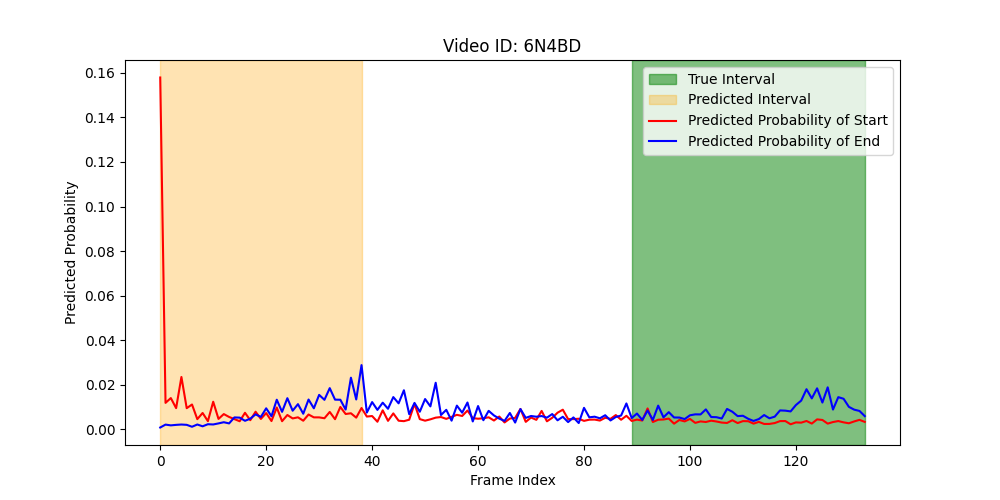 Video ID: 6N4BD
True Interval
Predicted Interval
Predicted Probability of Start
Predicted Probability of End
0.16
0.14
0.12
0.10
0.08
0.06
0.04
0.02
0.00
Predicted Probability
0 20 40 60 80 100 120
Frame Index